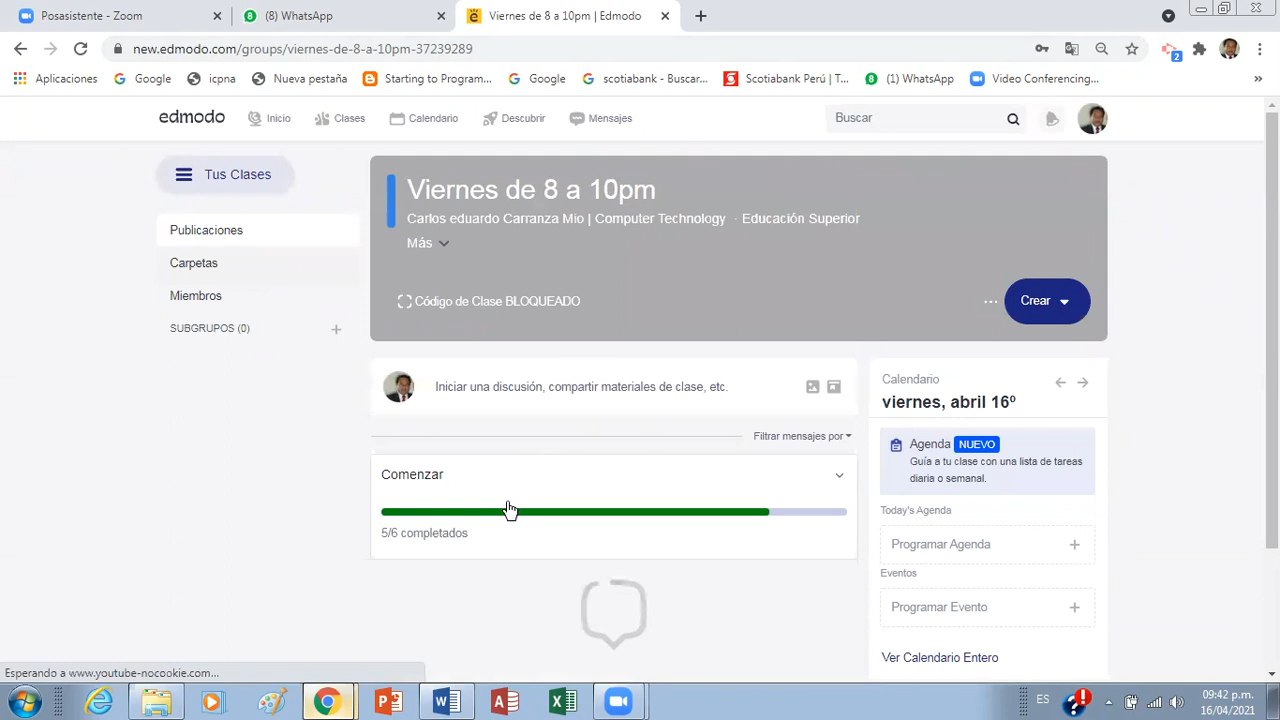 Posasistente - Zoom
(8) WhatsApp
Viernes de 8 a 10pm | Edmodo
new.edmodo.com/groups/viernes-de-8-a-10pm-37239289
2
Aplicaciones
Google
icpna
Nueva pestaña
Starting to Program...
Google
scotiabank - Buscar...
Scotiabank Perú | T...
(1) WhatsApp
Video Conferencing...
»
edmodo
Inicio
Clases
Calendario
Descubrir
Mensajes
Buscar
Tus Clases
Publicaciones
Carpetas
Miembros
SUBGRUPOS (0)
Viernes de 8 a 10pm
Carlos eduardo Carranza Mio | Computer Technology · Educación Superior
Más
Código de Clase BLOQUEADO
Crear
Iniciar una discusión, compartir materiales de clase, etc.
Filtrar mensajes por
Comenzar
5/6 completados
Calendario
viernes, abril 16º
Agenda NUEVO
Guía a tu clase con una lista de tareas
diaria o semanal.
Today's Agenda
Programar Agenda
Eventos
Programar Evento
Ver Calendario Entero
Esperando a www.youtube-nocookie.com...
ES
09:42 p.m.
16/04/2021